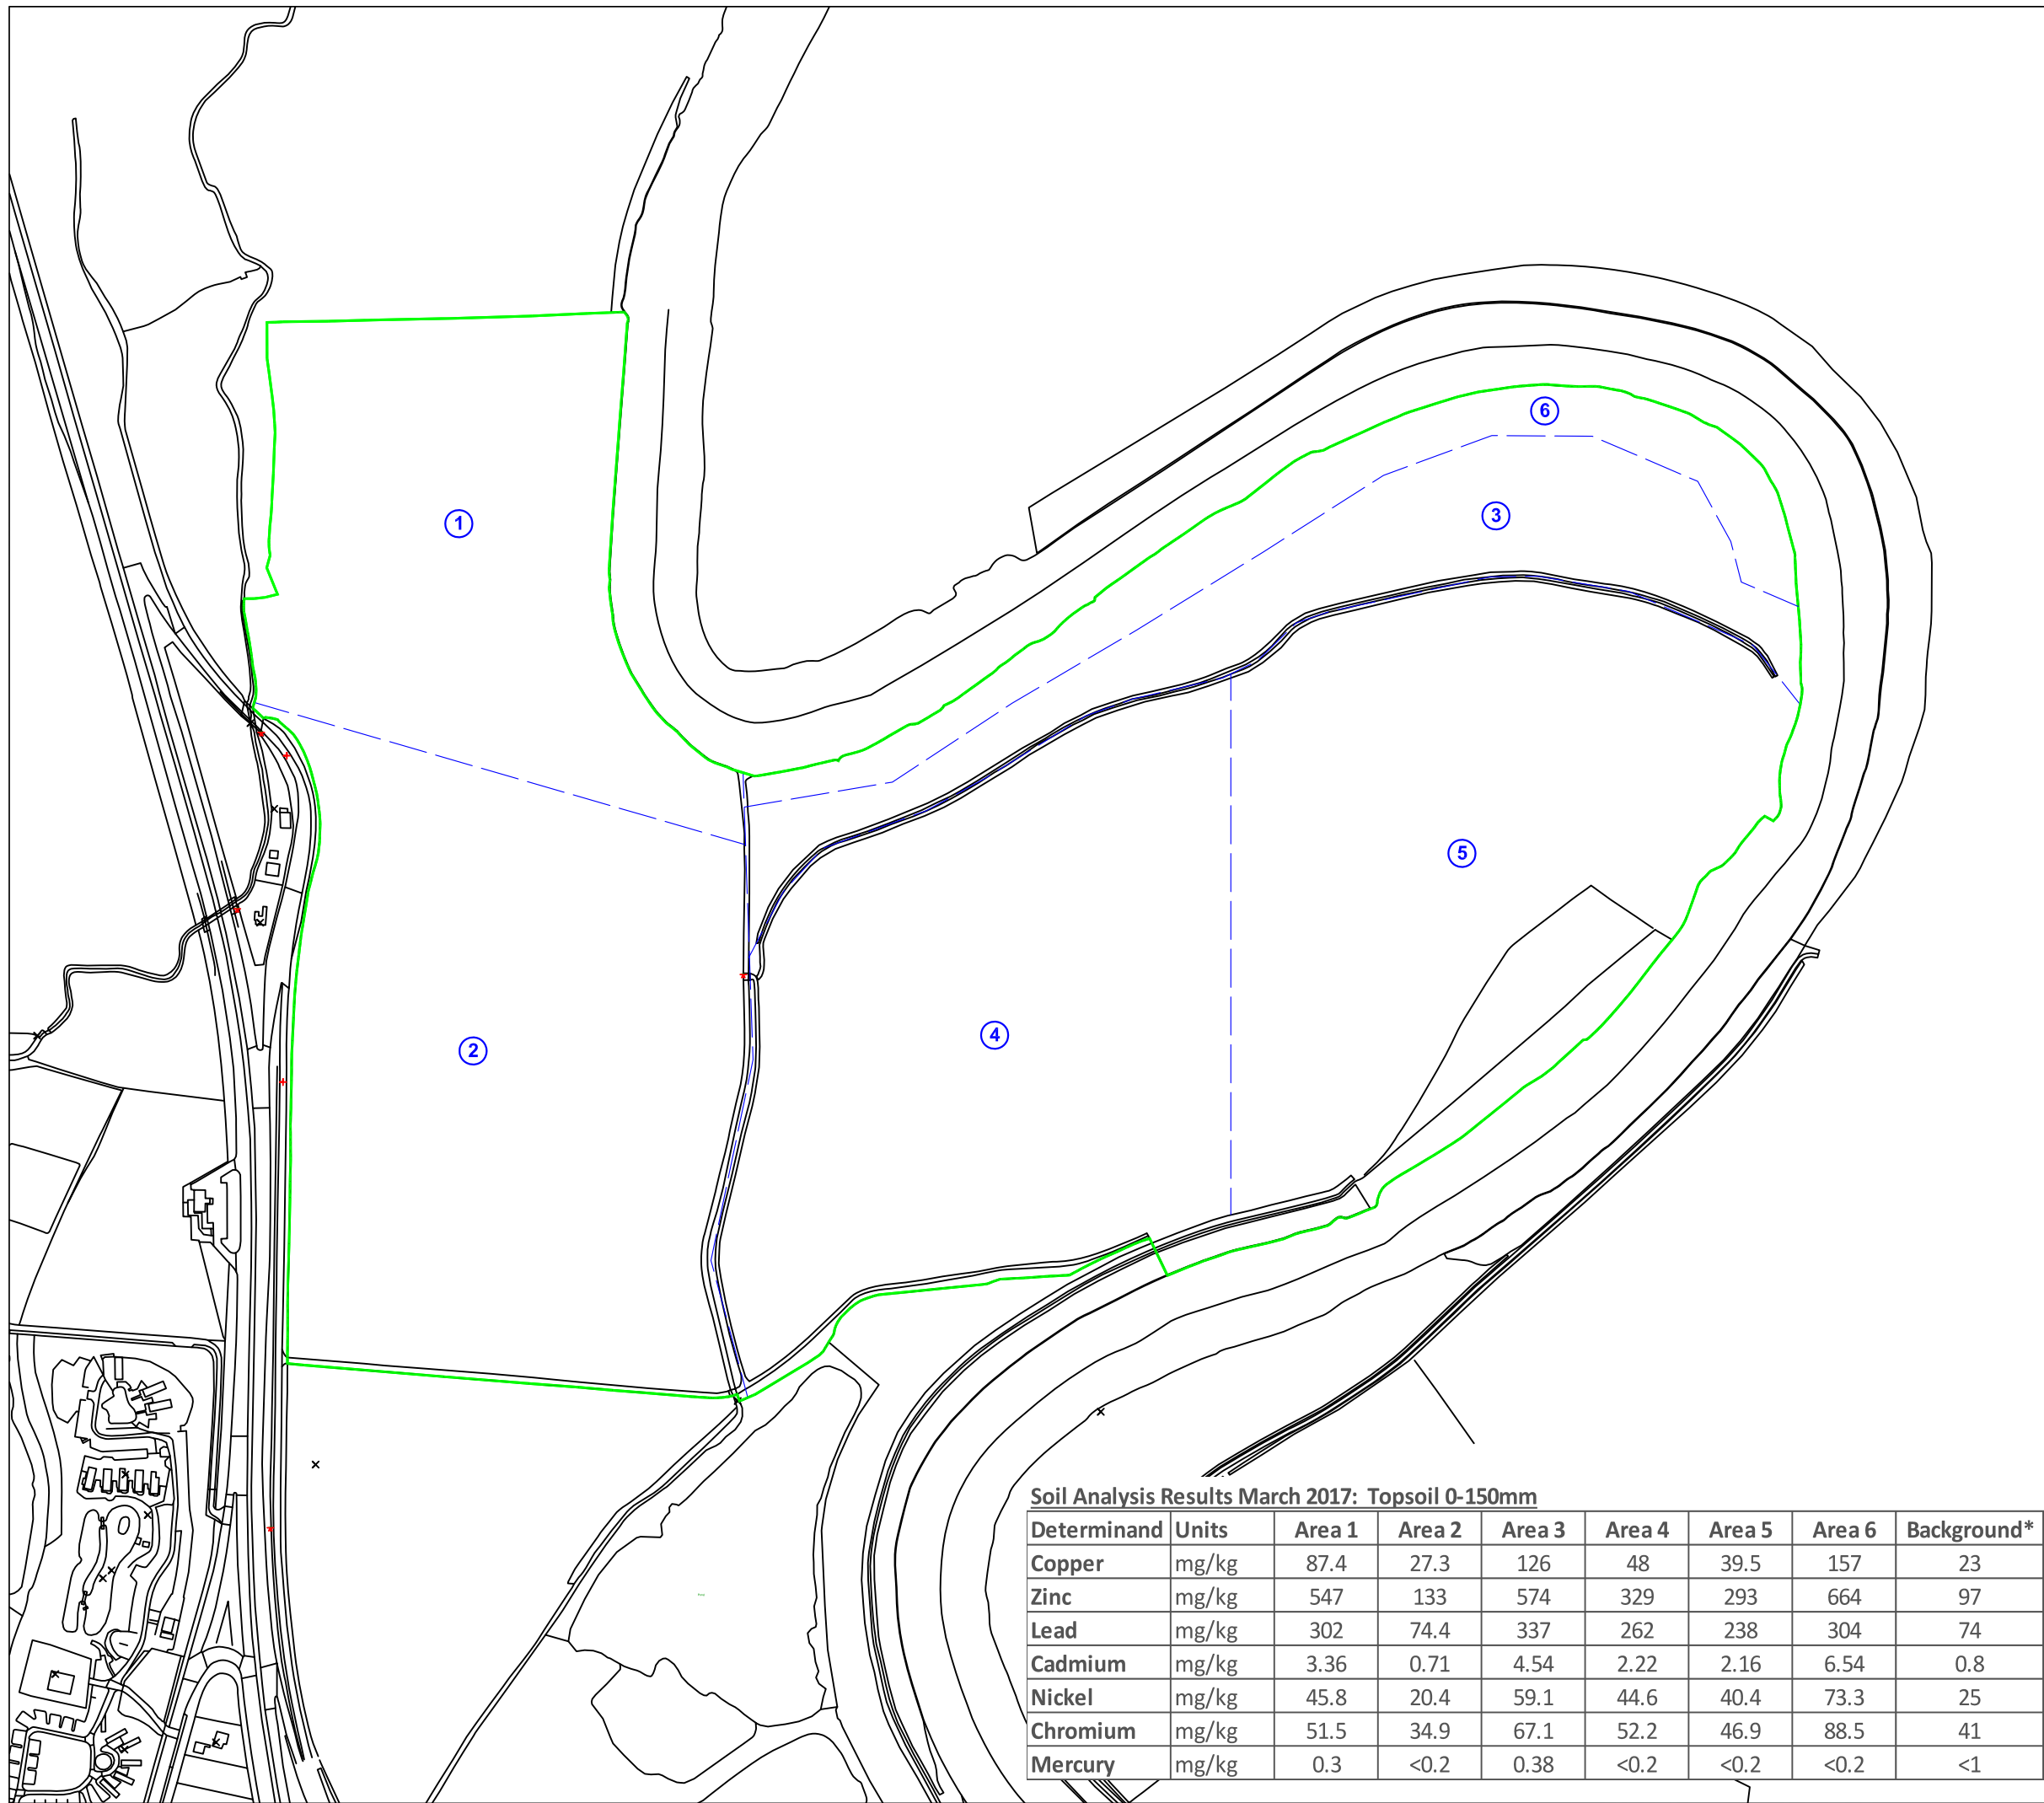 6
3
1
5
4
2
Soil Analysis Results March 2017: Topsoil 0-150mm
Determinand Units Area 1 Area 2 Area 3 Area 4 Area 5 Area 6 Background*
Copper mg/kg 87.4 27.3 126 48 39.5 157 23
Zinc mg/kg 547 133 574 329 293 664 97
Lead mg/kg 302 74.4 337 262 238 304 74
Cadmium mg/kg 3.36 0.71 4.54 2.22 2.16 6.54 0.8
Nickel mg/kg 45.8 20.4 59.1 44.6 40.4 73.3 25
Chromium mg/kg 51.5 34.9 67.1 52.2 46.9 88.5 41
Mercury mg/kg 0.3 <0.2 0.38 <0.2 <0.2 <0.2 <1